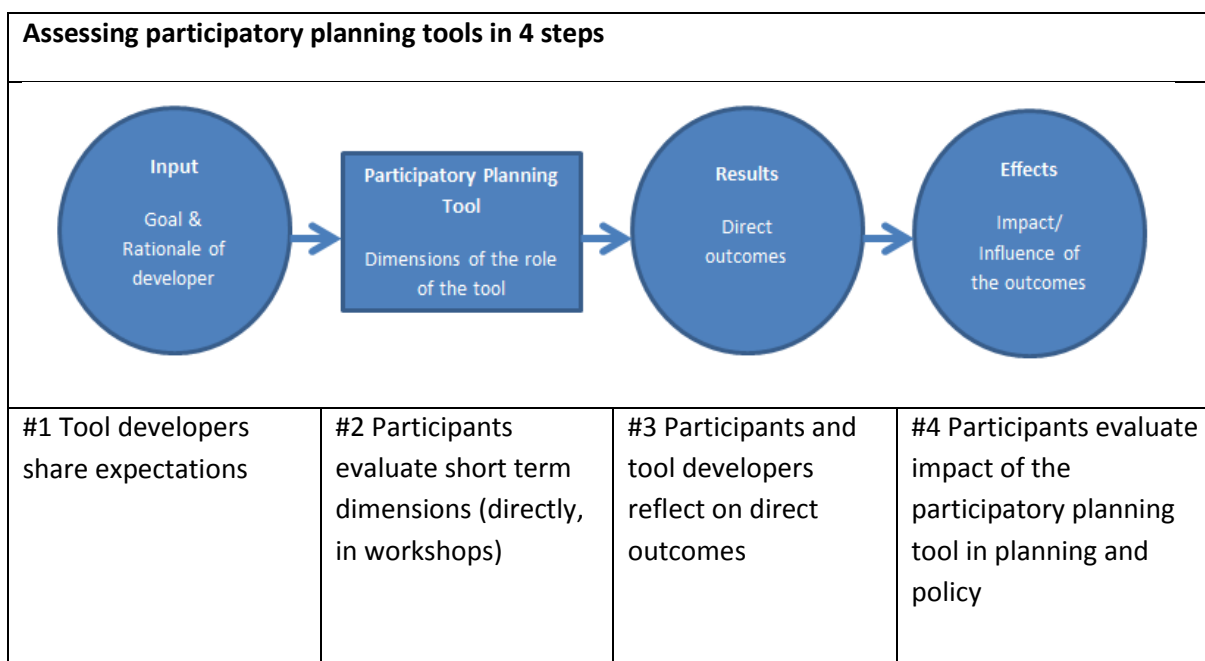 Assessing participatory planning tools in 4 steps
Input
Goal &
Rationale of
developer
Participatory Planning
Tool
Dimensions of the role
of the tool
Results
Direct
outcomes
Effects
Impact/
Influence of
the outcomes
#1 Tool developers
share expectations
#2 Participants
evaluate short term
dimensions (directly,
in workshops)
#3 Participants and
tool developers
reflect on direct
outcomes
#4 Participants evaluate
impact of the
participatory planning
tool in planning and
policy